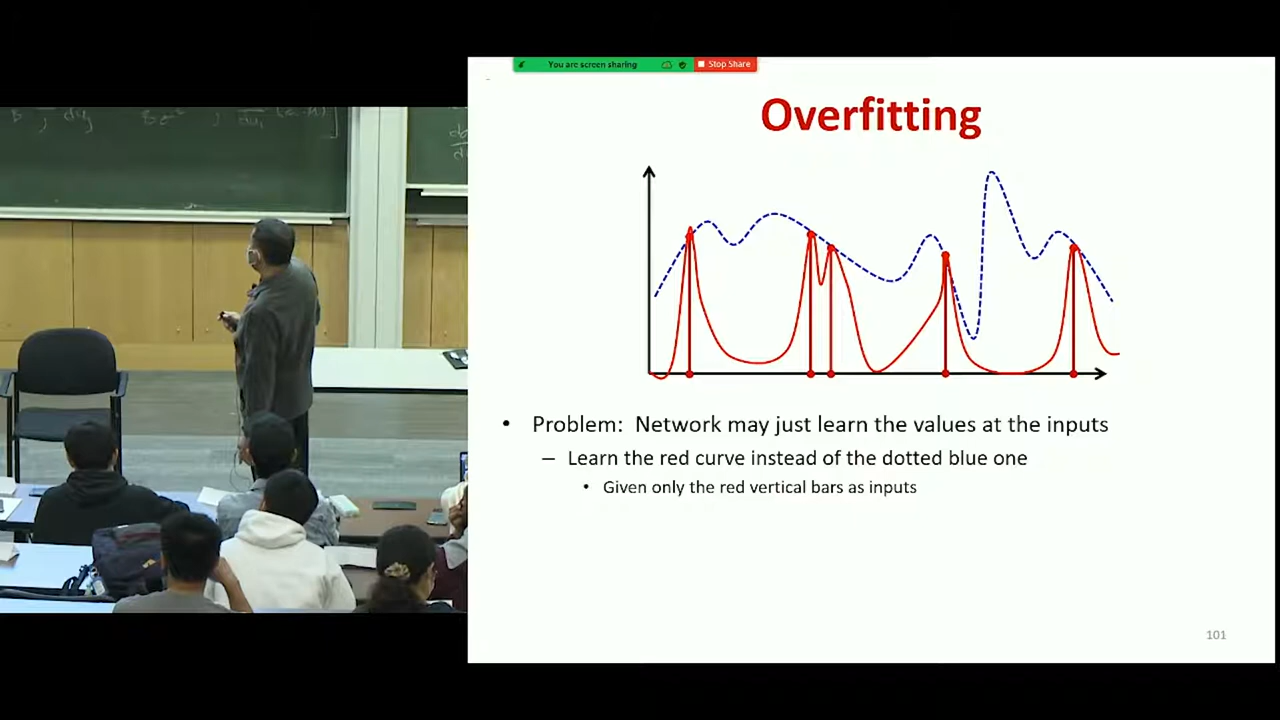 You are screen sharing
Stop Share
Overfitting
• Problem: Network may just learn the values at the inputs
– Learn the red curve instead of the dotted blue one
• Given only the red vertical bars as inputs
101